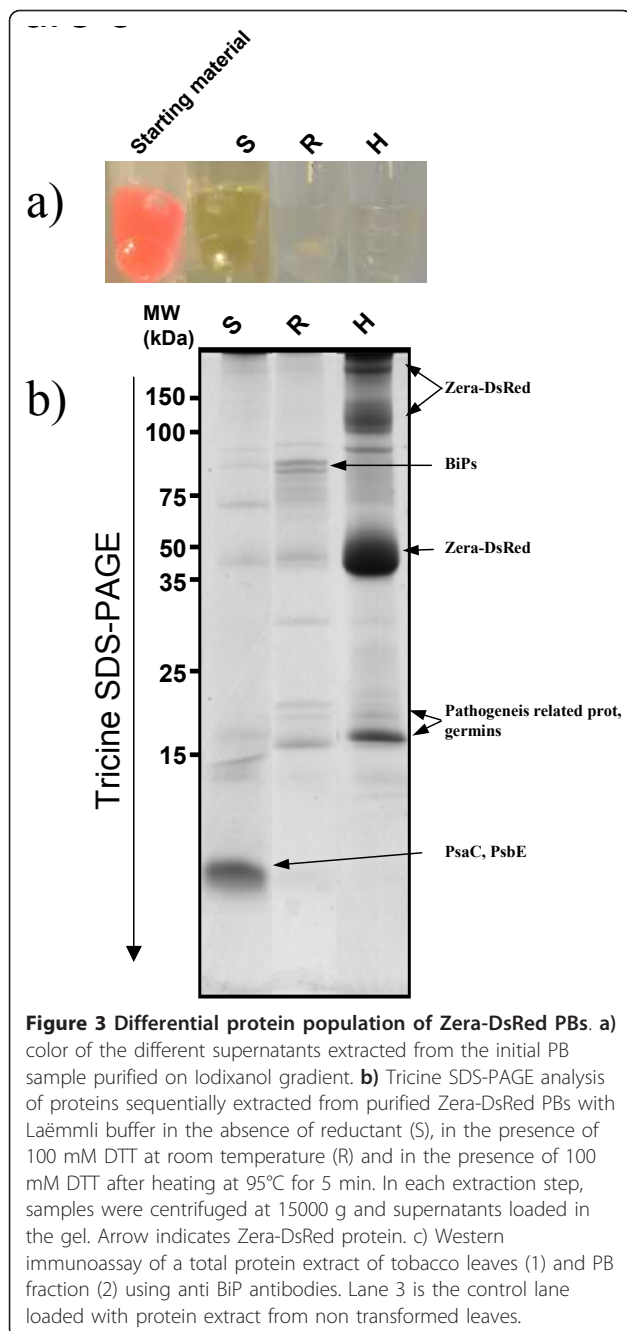 Starting material
S
R
H
a)
MW
(kDa)
S
R
H
b)
150
100
75
50
35
25
15
Tricine SDS-PAGE
Zera-DsRed
BiPs
Zera-DsRed
Pathogeneis related prot,
germins
PsaC, PsbE
Figure 3 Differential protein population of Zera-DsRed PBs. a)
color of the different supernatants extracted from the initial PB
sample purified on Iodixanol gradient. b) Tricine SDS-PAGE analysis
of proteins sequentially extracted from purified Zera-DsRed PBs with
Laëmmli buffer in the absence of reductant (S), in the presence of
100 mM DTT at room temperature (R) and in the presence of 100
mM DTT after heating at 95°C for 5 min. In each extraction step,
samples were centrifuged at 15000 g and supernatants loaded in
the gel. Arrow indicates Zera-DsRed protein. c) Western
immunoassay of a total protein extract of tobacco leaves (1) and PB
fraction (2) using anti BiP antibodies. Lane 3 is the control lane
loaded with protein extract from non transformed leaves.